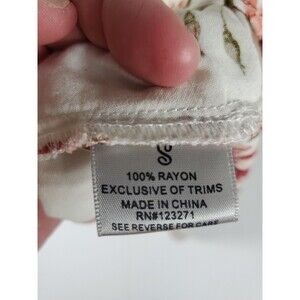 S
100% RAYON
EXCLUSIVE OF TRIMS
MADE IN CHINA
RN#123271
SEE REVERSE FOR CARE